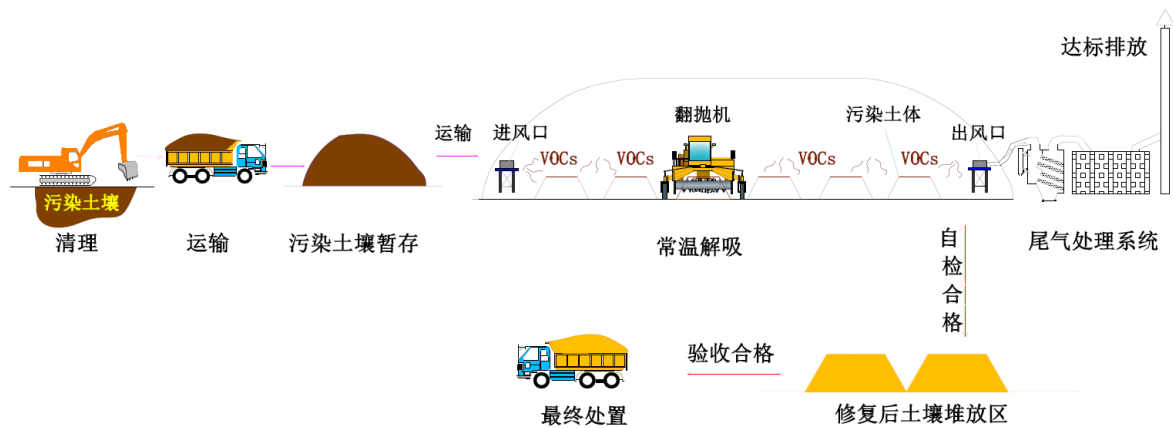 达标排放
运输
进风口
翻抛机
污染土体
出风口
VOCs
VOCs
VOCs
VOCs
污染土壤
清理
运输
污染土壤暂存
常温解吸
尾气处理系统
自检合格
验收合格
最终处置
修复后土壤堆放区